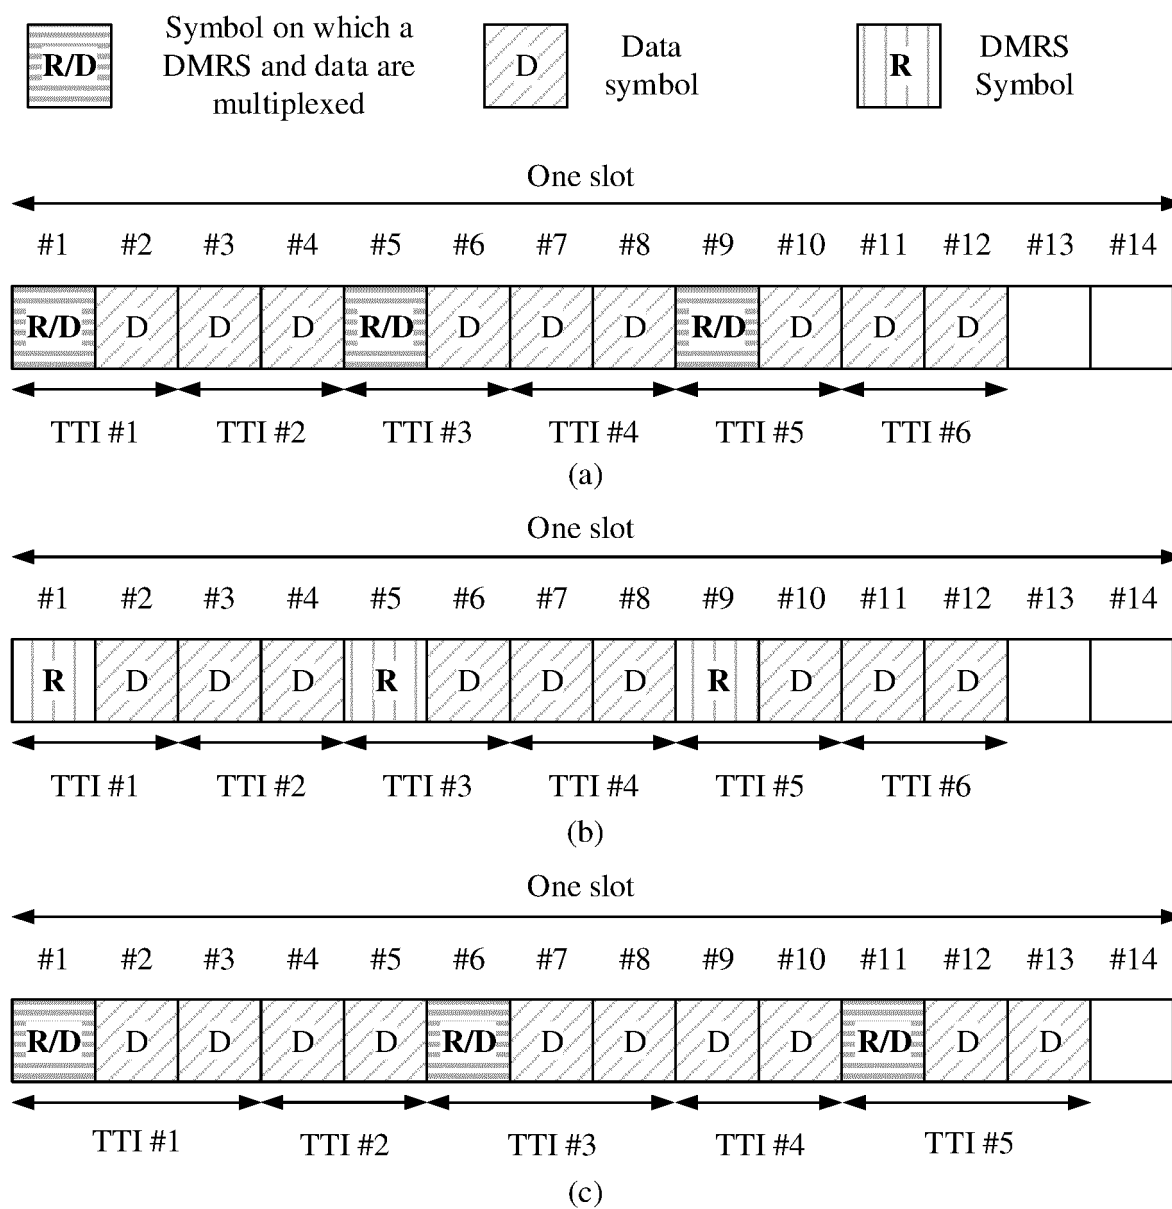 R/D
Symbol on which a
DMRS and data are
multiplexed
D
Data
symbol
R
DMRS
Symbol
One slot
#1 #2 #3 #4 #5 #6 #7 #8 #9 #10 #11 #12 #13 #14
R/D D D D R/D D D D R/D D D D
TTI #1 TTI #2 TTI #3 TTI #4 TTI #5 TTI #6
(a)
One slot
#1 #2 #3 #4 #5 #6 #7 #8 #9 #10 #11 #12 #13 #14
R D D D R D D D R D D D
TTI #1 TTI #2 TTI #3 TTI #4 TTI #5 TTI #6
(b)
One slot
#1 #2 #3 #4 #5 #6 #7 #8 #9 #10 #11 #12 #13 #14
R/D D D D D R/D D D D D R/D D D
TTI #1 TTI #2 TTI #3 TTI #4 TTI #5
(c)